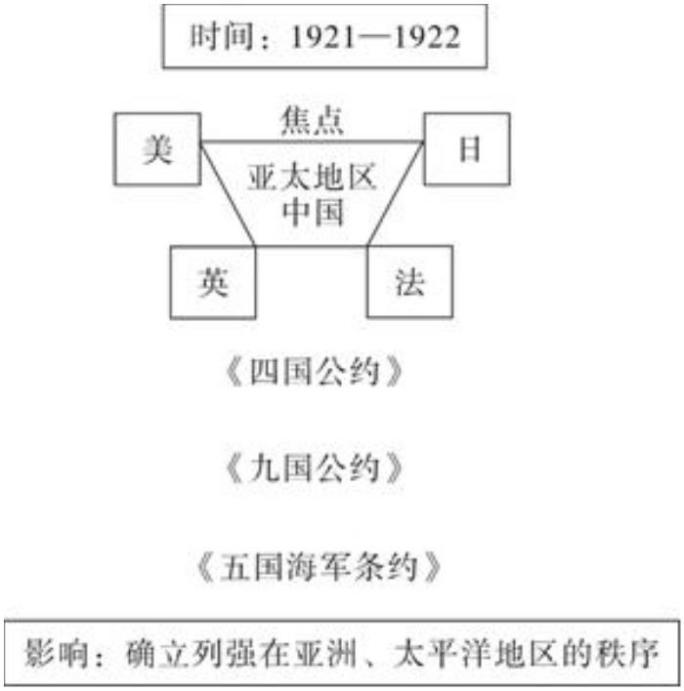 时间：1921—1922
焦点
美
日
亚太地区
中国
英
法
《四国公约》
《九国公约》
《五国海军条约》
影响：确立列强在亚洲、太平洋地区的秩序